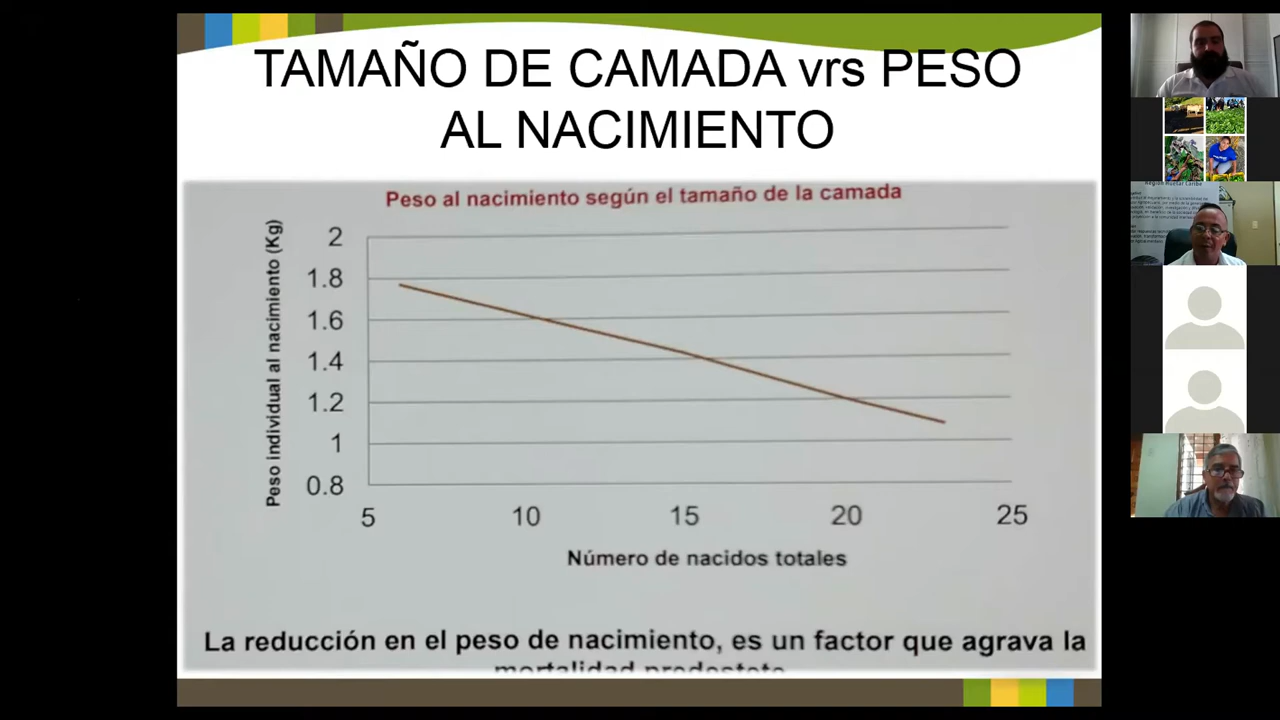 TAMAÑO DE CAMADA vrs PESO
AL NACIMIENTO
Peso al nacimiento según el tamaño de la camada
Peso individual al nacimiento (Kg)
2
1.8
1.6
1.4
1.2
1
0.8
5 10 15 20 25
Número de nacidos totales
La reducción en el peso de nacimiento, es un factor que agrava la
mortalidad predestete
Región Huetar Caribe